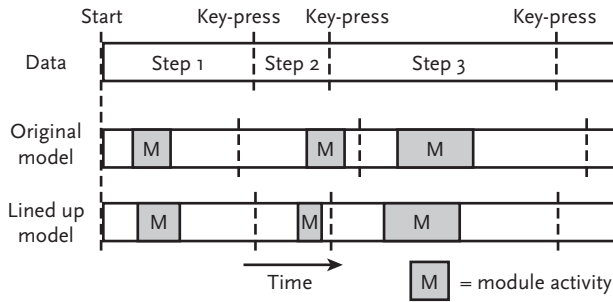 Start Key-press Key-press Key-press
Data Step 1 Step 2 Step 3
Original
model
M M M
Lined up
model
M M M
Time
M = module activity